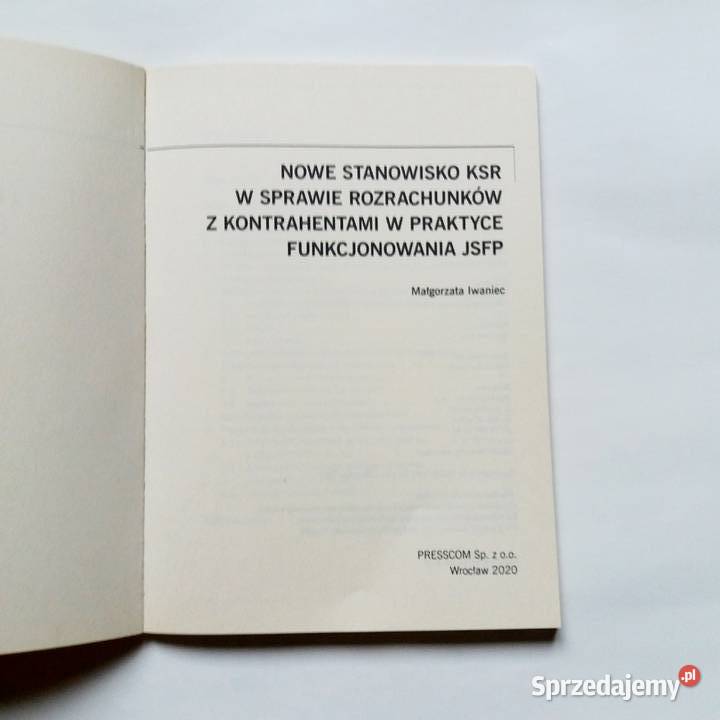 NOWE STANOWISKO KSR
W SPRAWIE ROZRACHUNKÓW
Z KONTRAHENTAMI W PRAKTYCE
FUNKCJONOWANIA JSFP
Małgorzata Iwaniec
PRESSCOM Sp. z o.o.
Wrocław 2020
Sprzedajemy.pl